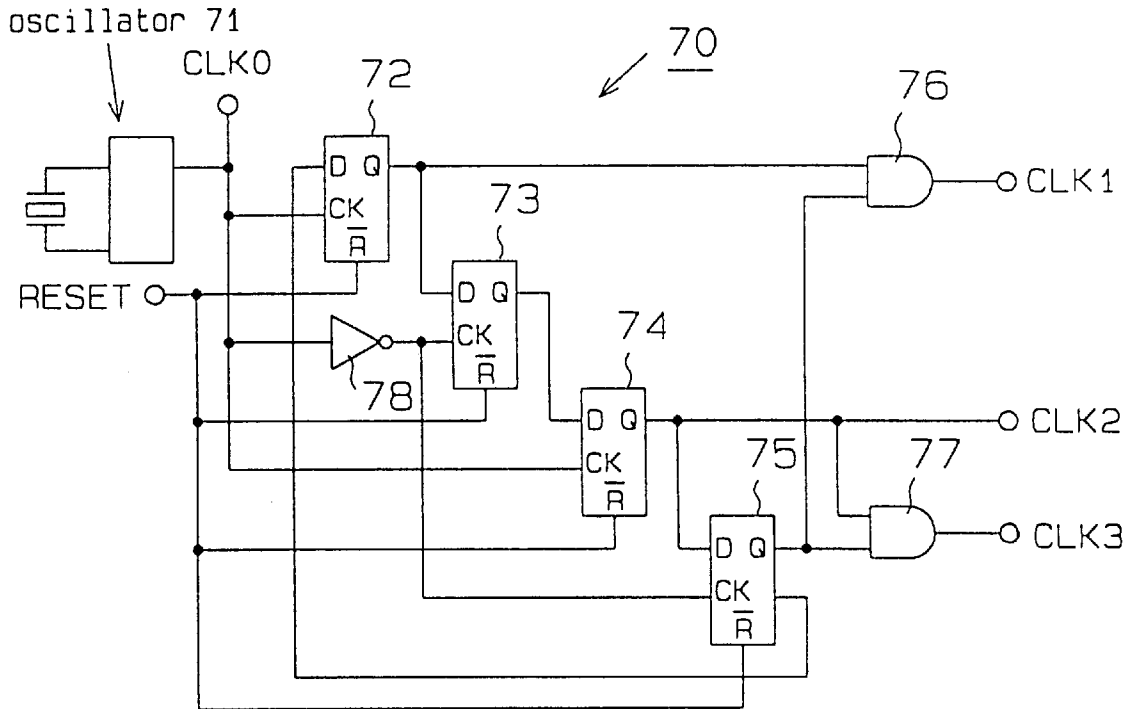 oscillator 71
CLK0
70
72
76
D Q
CK
R̅
CLK1
73
RESET
D Q
CK
R̅
78
74
D Q
CK
R̅
CLK2
75
77
D Q
CK
R̅
CLK3